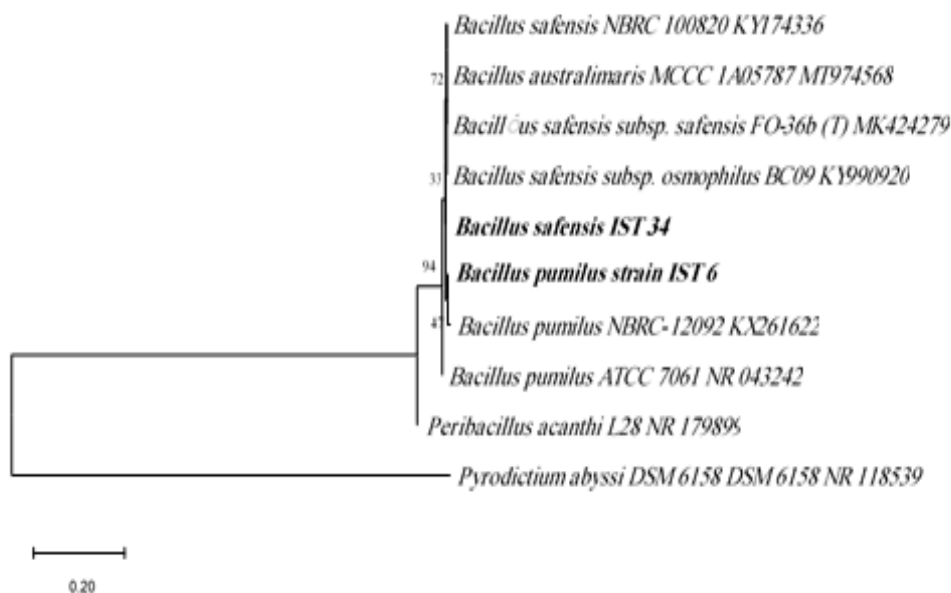 Bacillus safensis NBRC 100820 KY174336
72
Bacillus australimaris MCCC 1A05787 MT974568
Bacillus safensis subsp. safensis FO-36b (T) MK424279
33
Bacillus safensis subsp. osmophilus BC09 KY990920
Bacillus safensis IST 34
94
Bacillus pumilus strain IST 6
47
Bacillus pumilus NBRC-12092 KX261622
Bacillus pumilus ATCC 7061 NR 043242
Peribacillus acanthi L28 NR 179899
Pyrodictium abyssi DSM 6158 DSM 6158 NR 118539
0.20